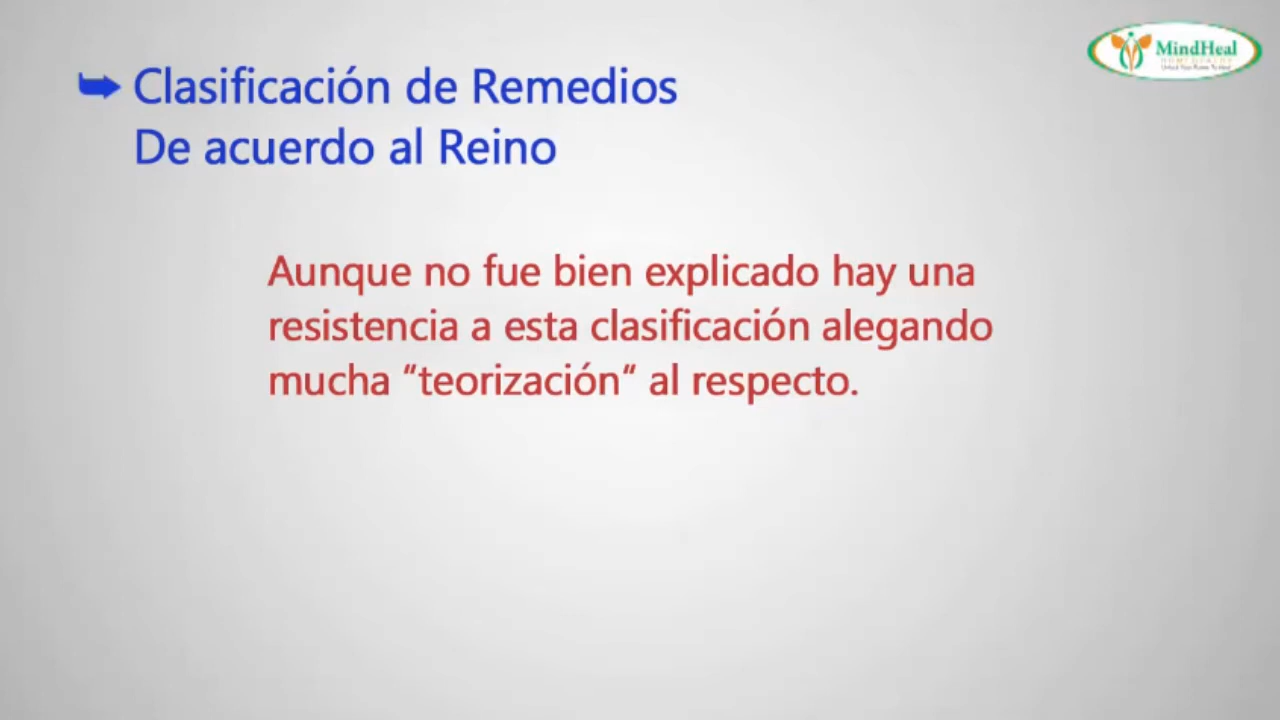 MindHeal
Clasificación de Remedios
De acuerdo al Reino
Aunque no fue bien explicado hay una
resistencia a esta clasificación alegando
mucha “teorización“ al respecto.